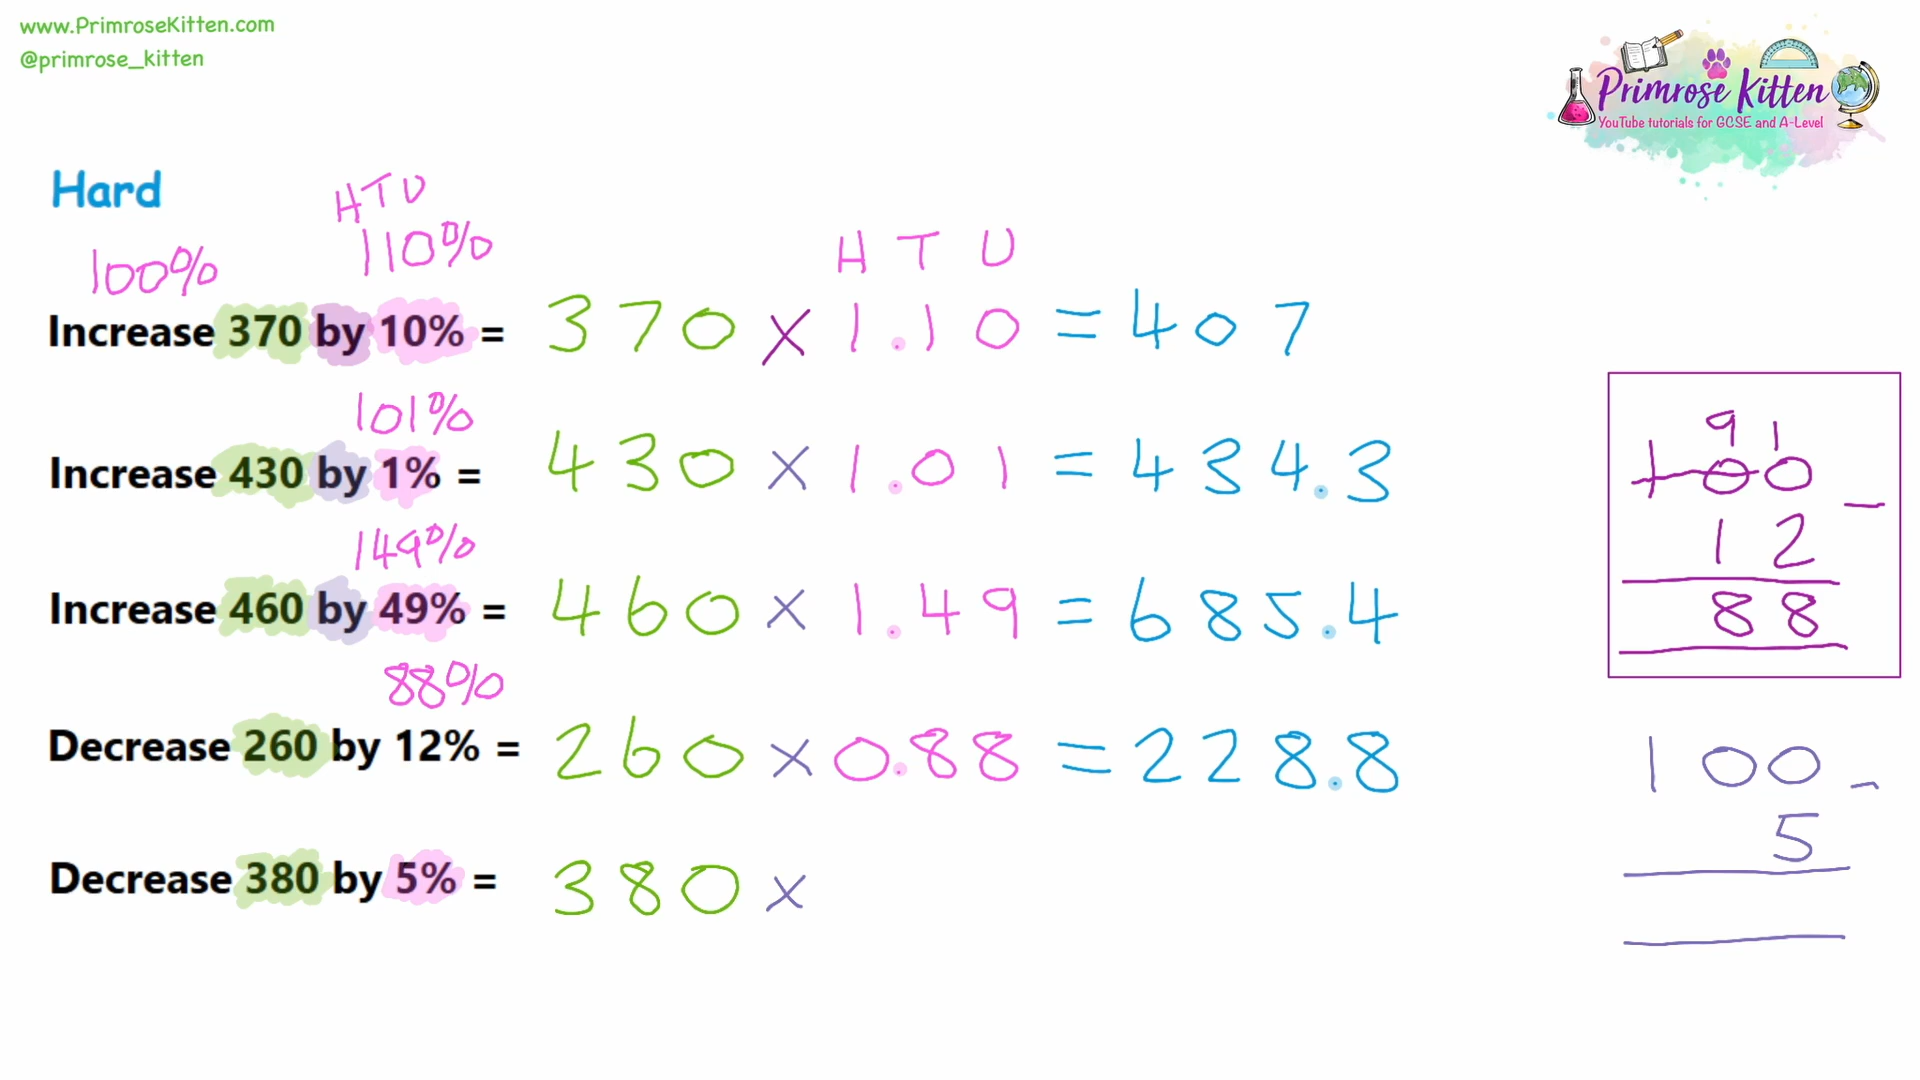 www.PrimroseKitten.com
@primrose_kitten
Primrose Kitten
YouTube tutorials for GCSE and A-Level
Hard
HTU
100% 110% H T U
Increase 370 by 10% = 370 × 1.10 = 407
101%
Increase 430 by 1% = 430 × 1.01 = 434.3
149%
Increase 460 by 49% = 460 × 1.49 = 685.4
88%
Decrease 260 by 12% = 260 × 0.88 = 228.8
Decrease 380 by 5% = 380 ×
9 1
100 -
12
88
100 -
5